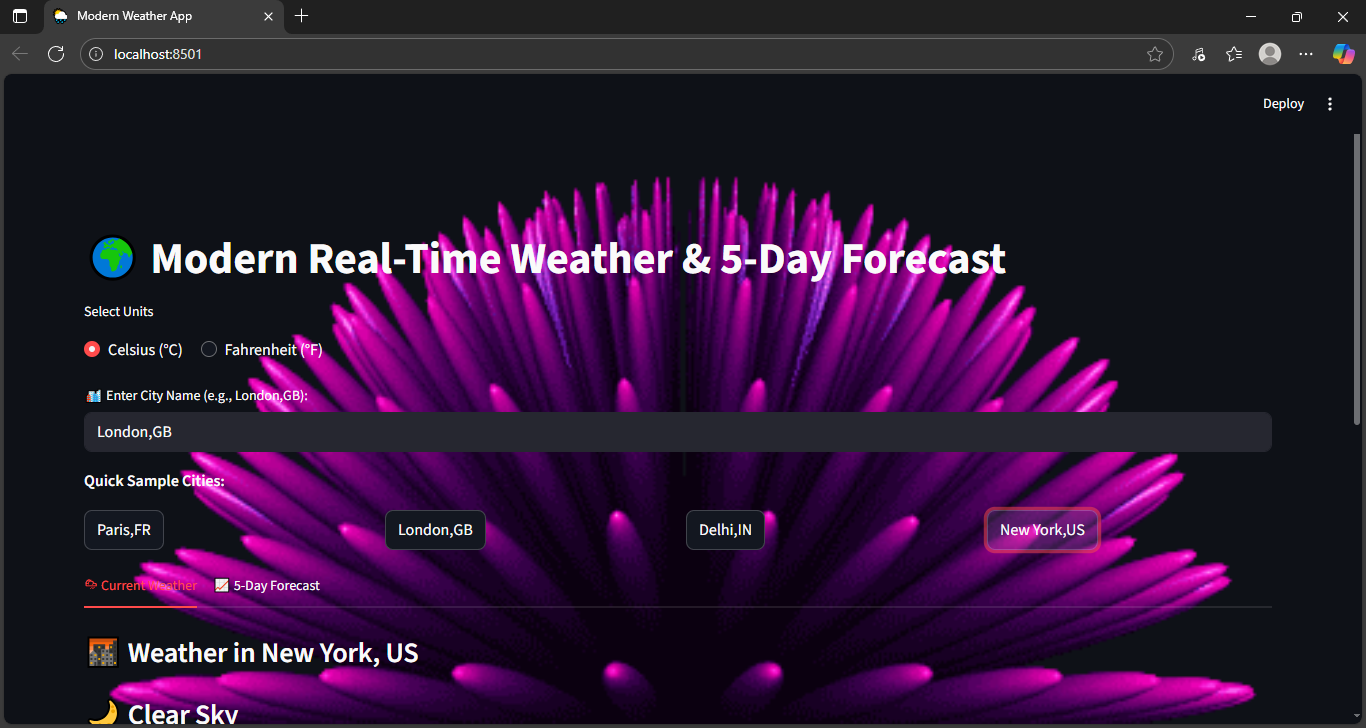 Modern Weather App
localhost:8501
Deploy
Modern Real-Time Weather & 5-Day Forecast
Select Units
Celsius (°C) Fahrenheit (°F)
Enter City Name (e.g., London,GB):
London,GB
Quick Sample Cities:
Paris,FR London,GB Delhi,IN New York,US
Current Weather 5-Day Forecast
Weather in New York, US
Clear Sky